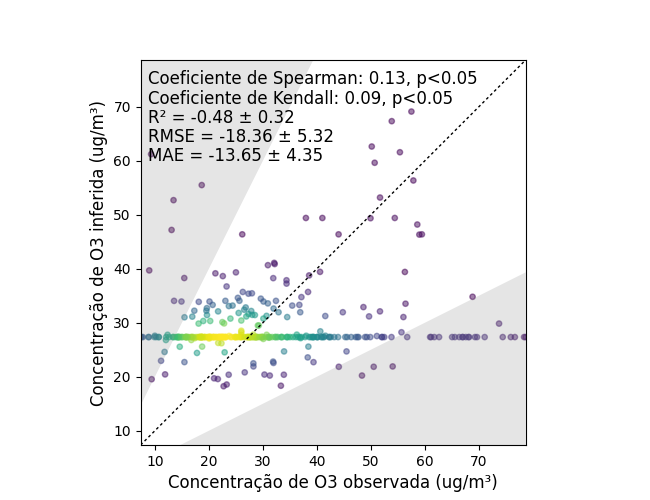 Coeficiente de Spearman: 0.13, p<0.05
Coeficiente de Kendall: 0.09, p<0.05
R² = -0.48 ± 0.32
RMSE = -18.36 ± 5.32
MAE = -13.65 ± 4.35
Concentração de O3 inferida (ug/m³)
70
60
50
40
30
20
10
10 20 30 40 50 60 70
Concentração de O3 observada (ug/m³)